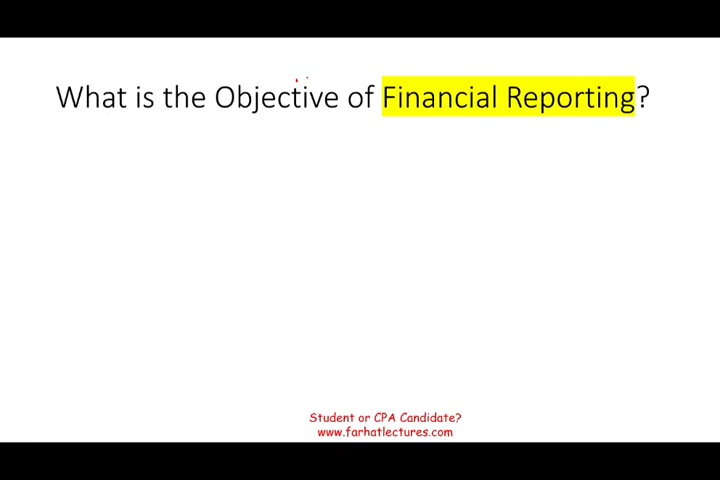 What is the Objective of Financial Reporting?
Student or CPA Candidate?
www.farhatlectures.com